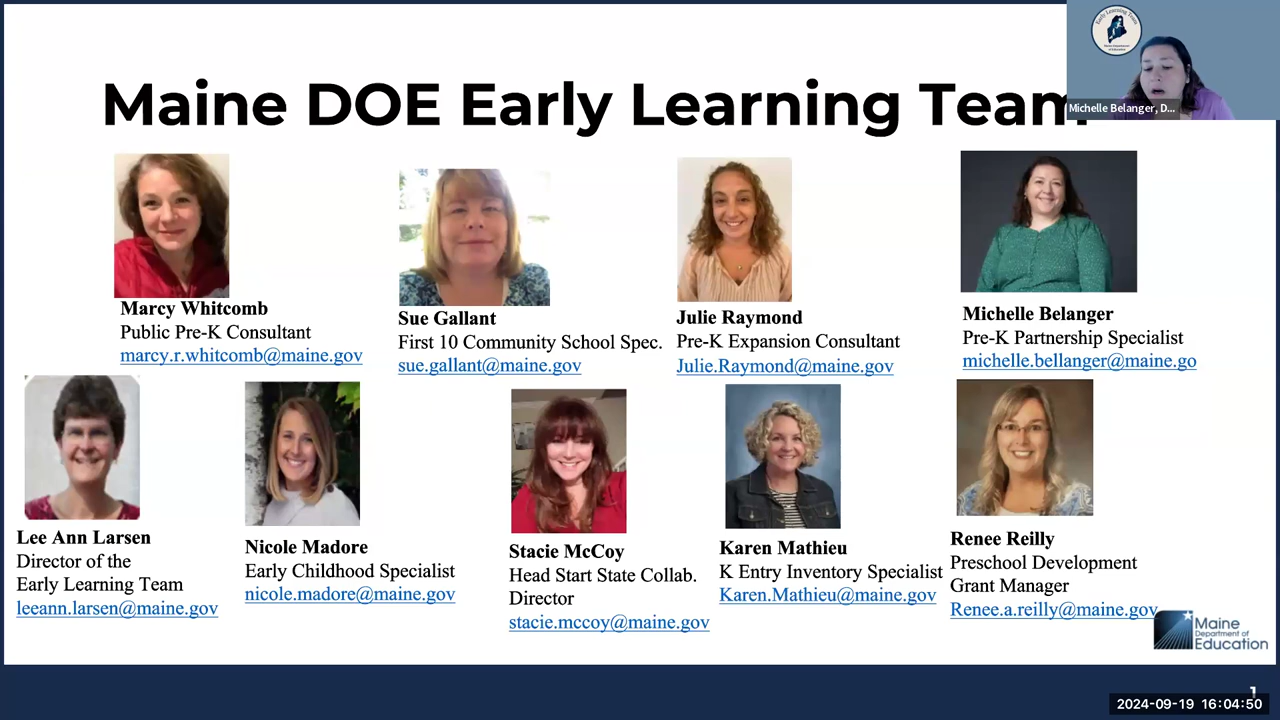 Maine DOE Early Learning Team
Early Learning Team
Michelle Belanger, D...
Marcy Whitcomb
Public Pre-K Consultant
marcy.r.whitcomb@maine.gov
Sue Gallant
First 10 Community School Spec.
sue.gallant@maine.gov
Julie Raymond
Pre-K Expansion Consultant
Julie.Raymond@maine.gov
Michelle Belanger
Pre-K Partnership Specialist
michelle.bellanger@maine.go
Lee Ann Larsen
Director of the
Early Learning Team
leeann.larsen@maine.gov
Nicole Madore
Early Childhood Specialist
nicole.madore@maine.gov
Stacie McCoy
Head Start State Collab.
Director
stacie.mccoy@maine.gov
Karen Mathieu
K Entry Inventory Specialist
Karen.Mathieu@maine.gov
Renee Reilly
Preschool Development
Grant Manager
Renee.a.reilly@maine.gov
Maine
Department of
Education
1
2024-09-19 16:04:50